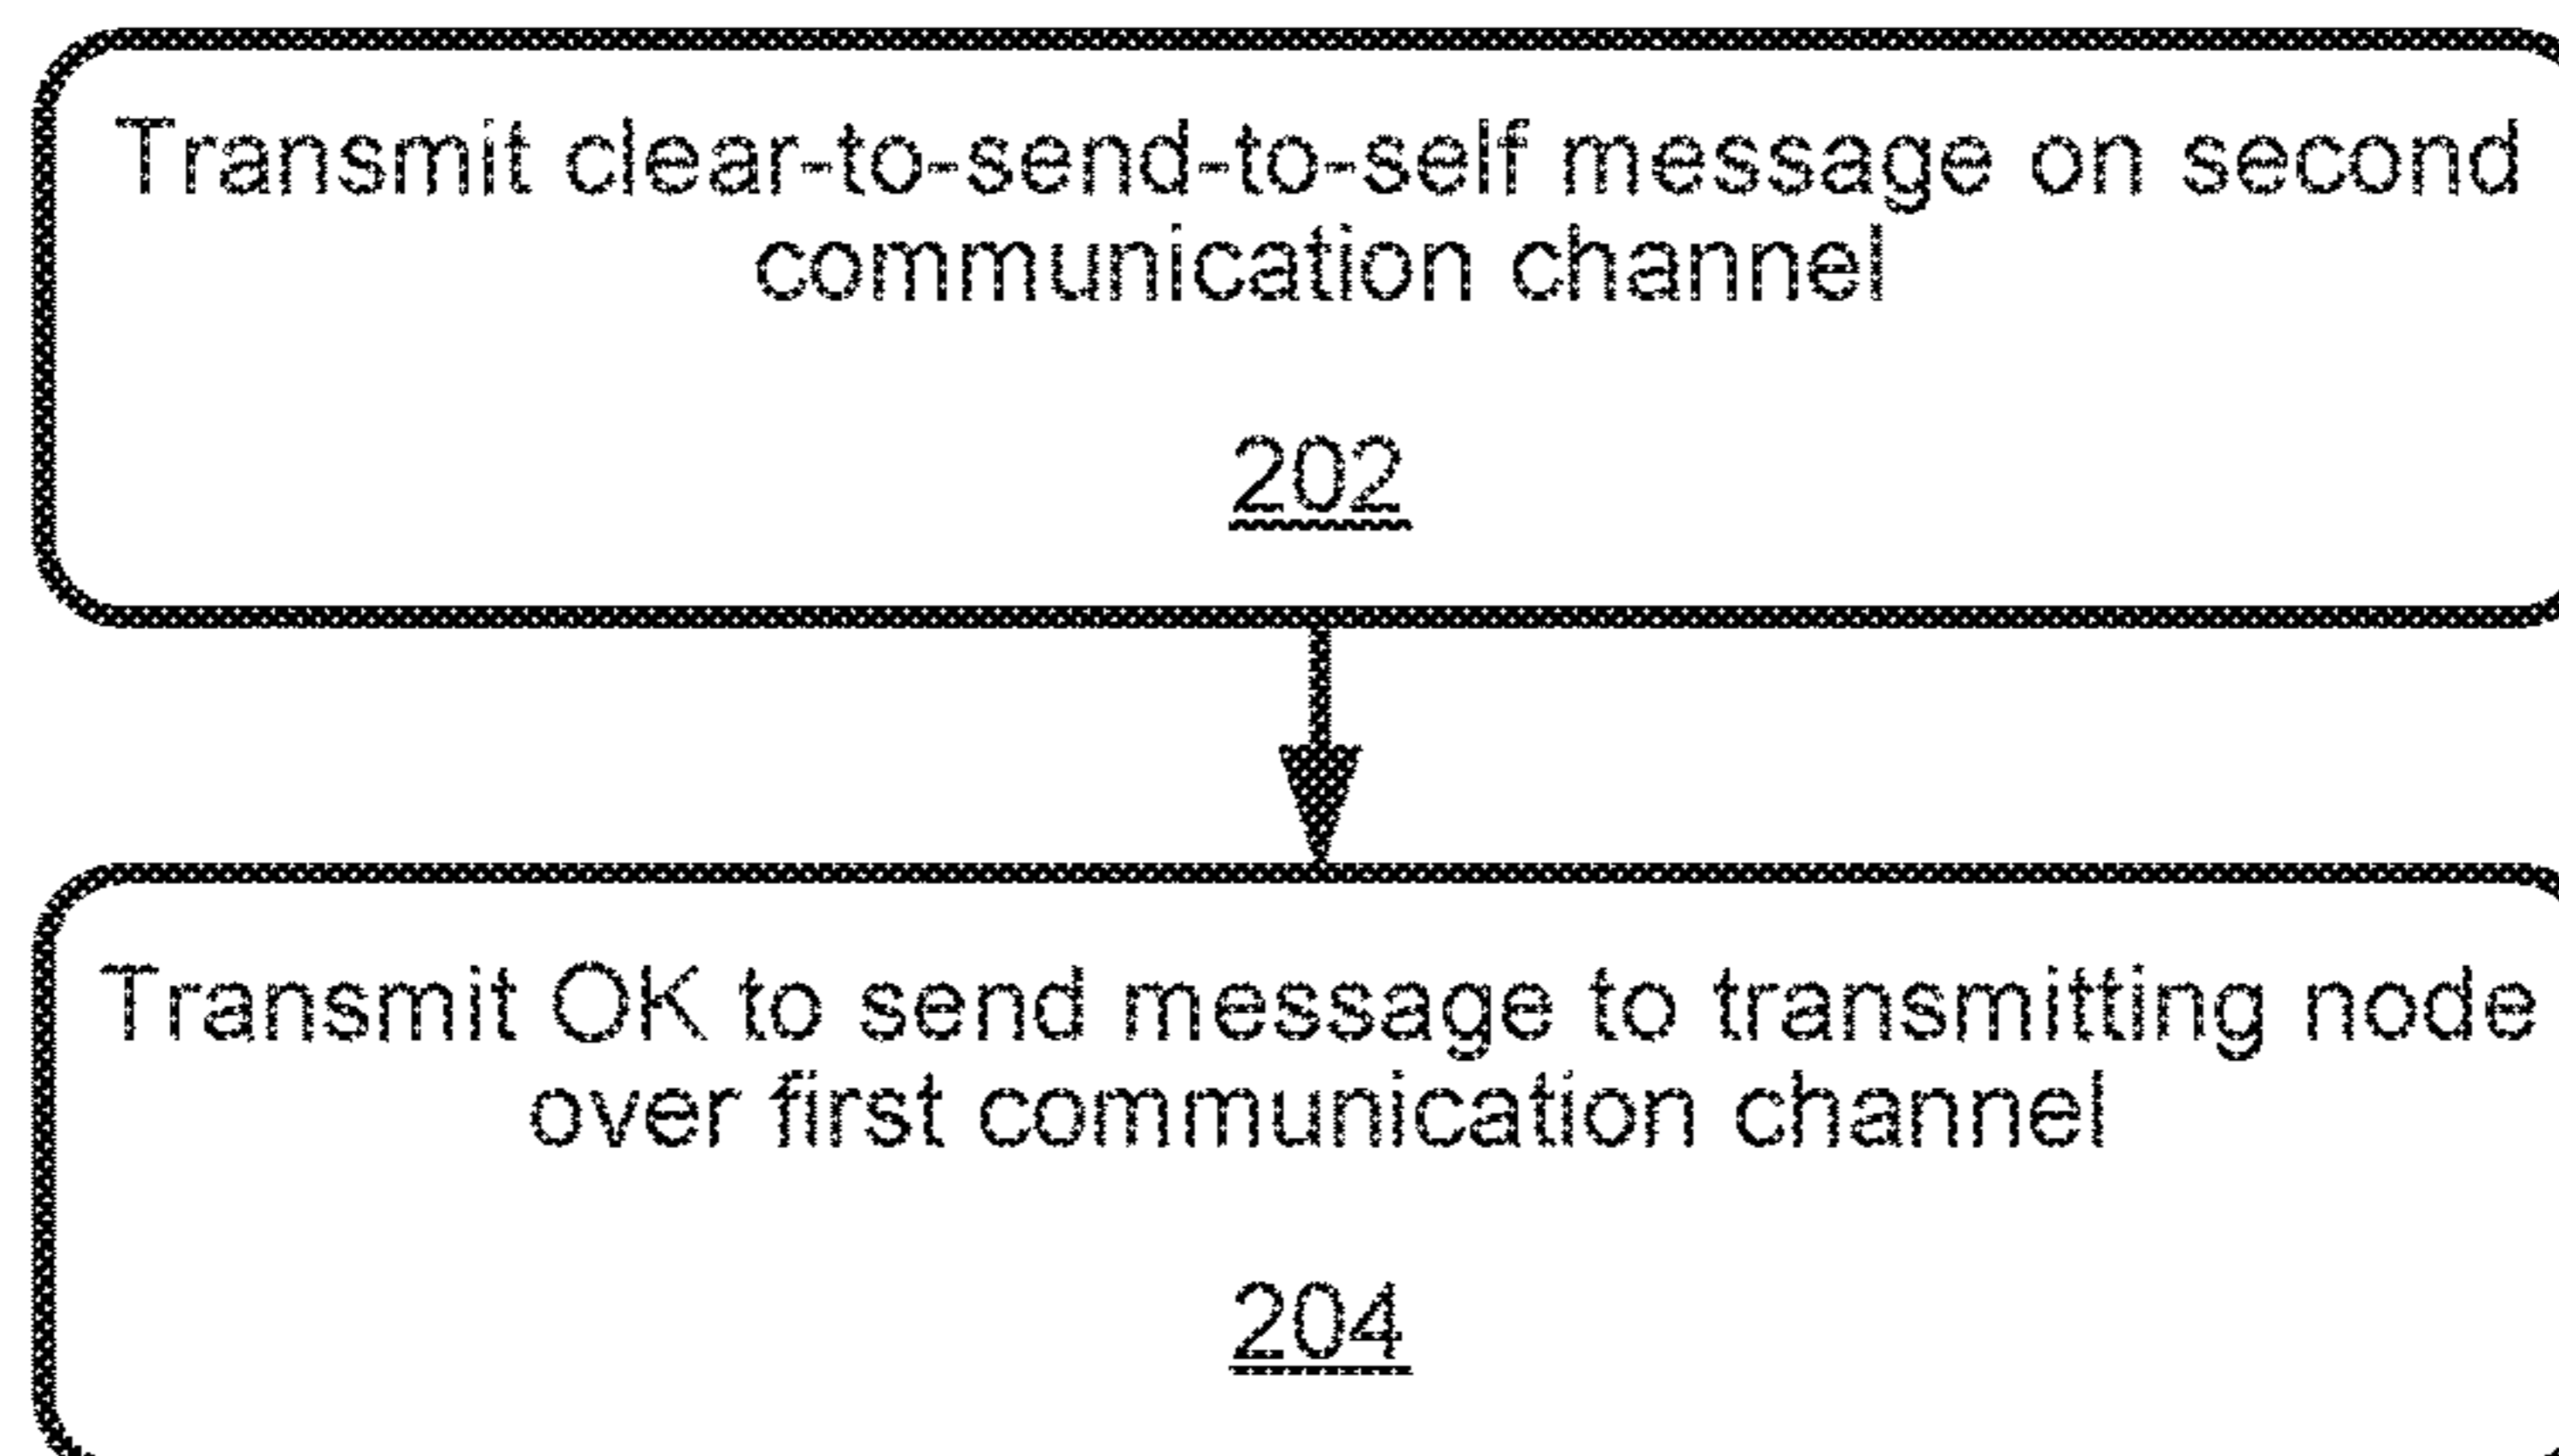 Transmit clear-to-send-to-self message on second
communication channel
202
Transmit OK to send message to transmitting node
over first communication channel
204